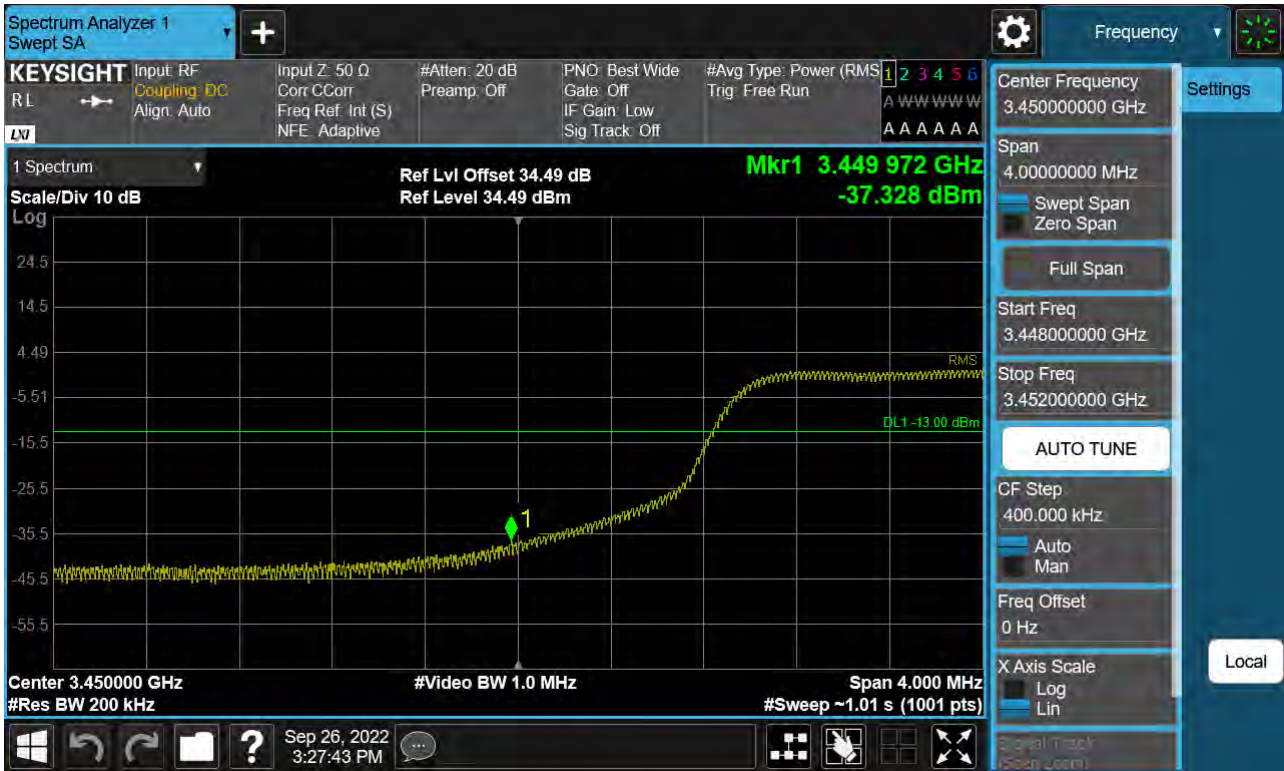 Spectrum Analyzer 1
Swept SA
+
Frequency
KEYSIGHT
RL
LXI
Input: RF
Coupling: DC
Align: Auto
Input Z: 50 Ω
Corr CCorr
Freq Ref: Int (S)
NFE: Adaptive
#Atten: 20 dB
Preamp: Off
PNO: Best Wide
Gate: Off
IF Gain: Low
Sig Track: Off
#Avg Type: Power (RMS
Trig: Free Run
1 2 3 4 5 6
A W W W W W
A A A A A A
1 Spectrum
Scale/Div 10 dB
Log
Ref Lvl Offset 34.49 dB
Ref Level 34.49 dBm
Mkr1 3.449 972 GHz
-37.328 dBm
24.5
14.5
4.49
-5.51
-15.5
-25.5
-35.5
-45.5
-55.5
RMS
DL1 -13.00 dBm
1
Center 3.450000 GHz
#Res BW 200 kHz
#Video BW 1.0 MHz
Span 4.000 MHz
#Sweep ~1.01 s (1001 pts)
Center Frequency
3.450000000 GHz
Settings
Span
4.00000000 MHz
Swept Span
Zero Span
Full Span
Start Freq
3.448000000 GHz
Stop Freq
3.452000000 GHz
AUTO TUNE
CF Step
400.000 kHz
Auto
Man
Freq Offset
0 Hz
X Axis Scale
Log
Lin
Local
Signal Track
(Span Zoom)
?
Sep 26, 2022
3:27:43 PM